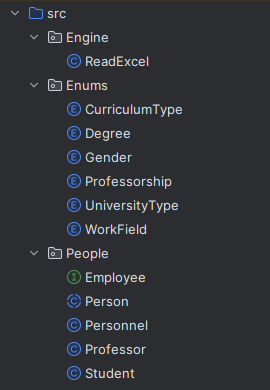 src
Engine
ReadExcel
Enums
CurriculumType
Degree
Gender
Professorship
UniversityType
WorkField
People
Employee
Person
Personnel
Professor
Student